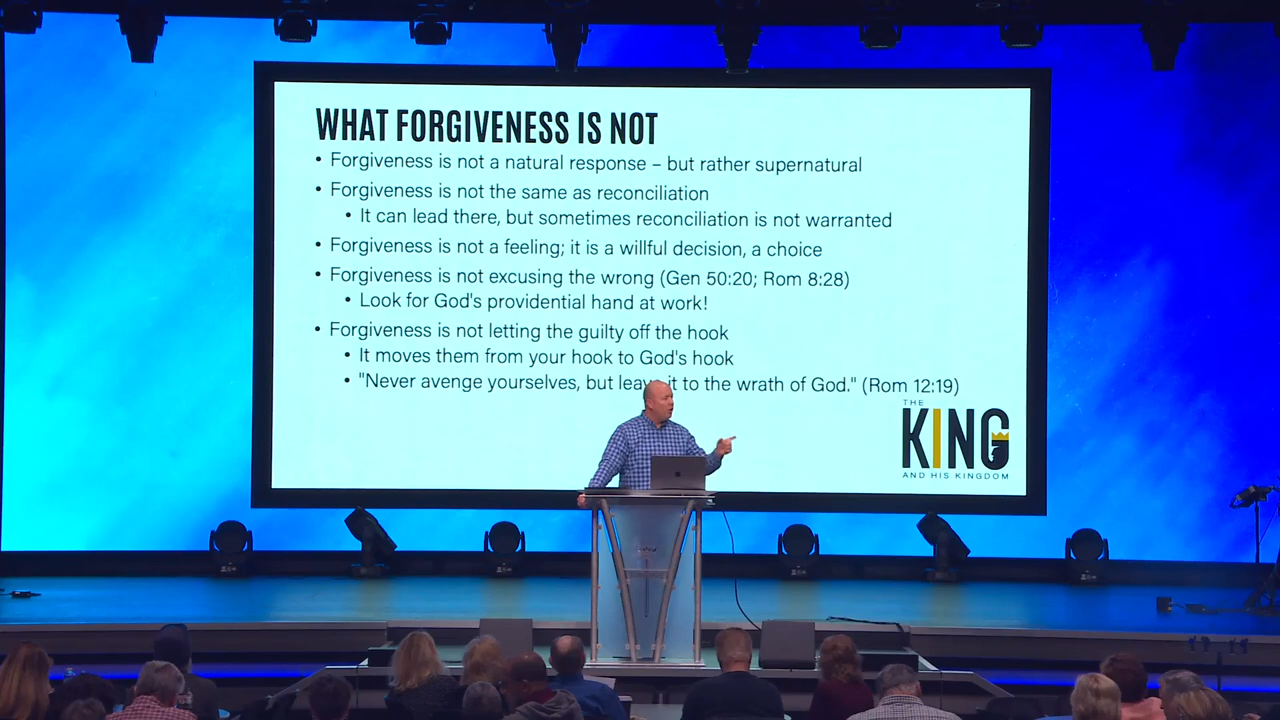 WHAT FORGIVENESS IS NOT
• Forgiveness is not a natural response – but rather supernatural
• Forgiveness is not the same as reconciliation
• It can lead there, but sometimes reconciliation is not warranted
• Forgiveness is not a feeling; it is a willful decision, a choice
• Forgiveness is not excusing the wrong (Gen 50:20; Rom 8:28)
• Look for God's providential hand at work!
• Forgiveness is not letting the guilty off the hook
• It moves them from your hook to God's hook
• "Never avenge yourselves, but leave it to the wrath of God." (Rom 12:19)
THE
KING
AND HIS KINGDOM